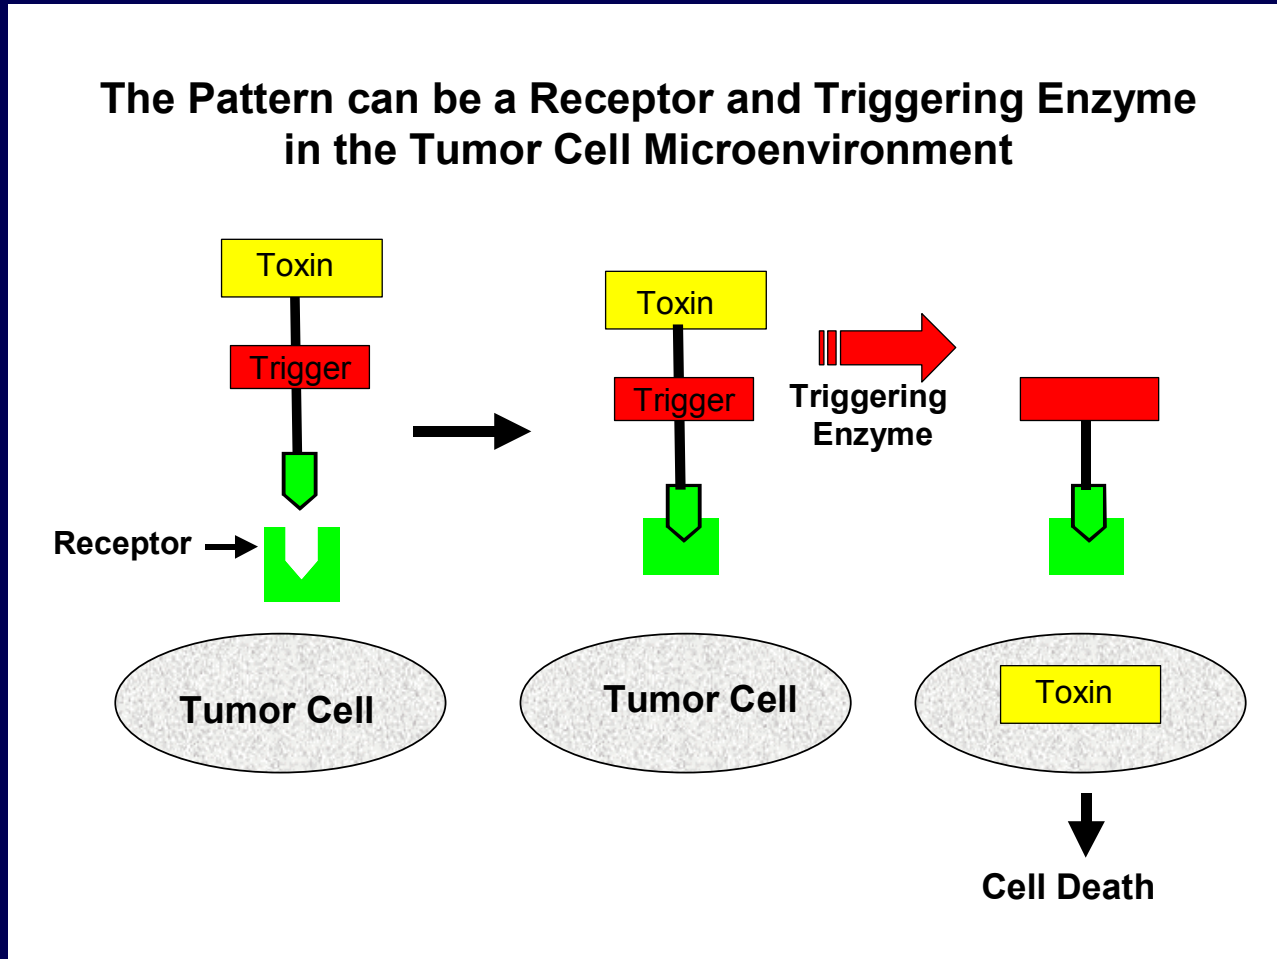 The Pattern can be a Receptor and Triggering Enzyme
in the Tumor Cell Microenvironment
Toxin
Trigger
Receptor
Tumor Cell
Toxin
Trigger
Tumor Cell
Triggering
Enzyme
Toxin
Cell Death